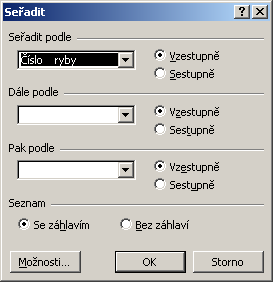 Seřadit
Seřadit podle
Číslo ryby
Vzestupně
Sestupně
Dále podle
Vzestupně
Sestupně
Pak podle
Vzestupně
Sestupně
Seznam
Se záhlavím
Bez záhlaví
Možnosti...
OK
Storno